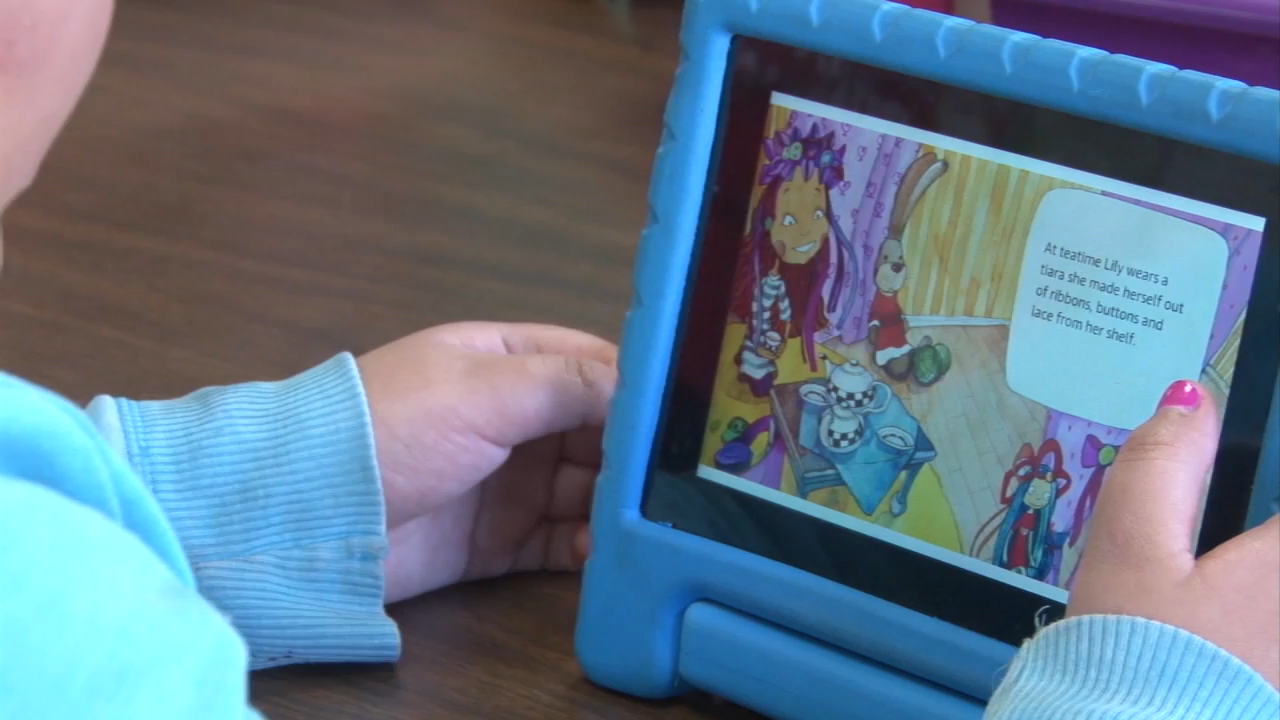 At teatime Lily wears a
tiara she made herself out
of ribbons, buttons and
lace from her shelf.